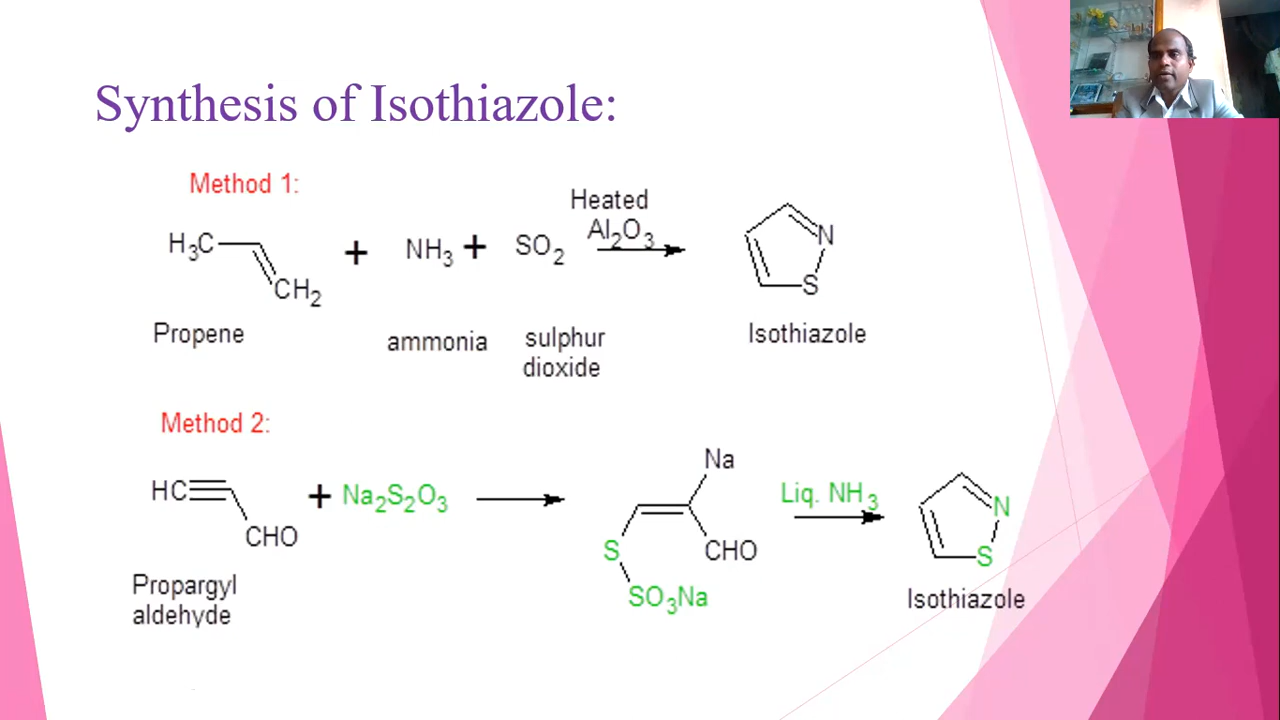 Synthesis of Isothiazole:
Method 1:
H3C
CH2
+
NH3
+
SO2
Heated
Al2O3
N
S
Propene
ammonia
sulphur
dioxide
Isothiazole
Method 2:
HC
CHO
+
Na2S2O3
Na
S
CHO
SO3Na
Liq. NH3
N
S
Propargyl
aldehyde
Isothiazole